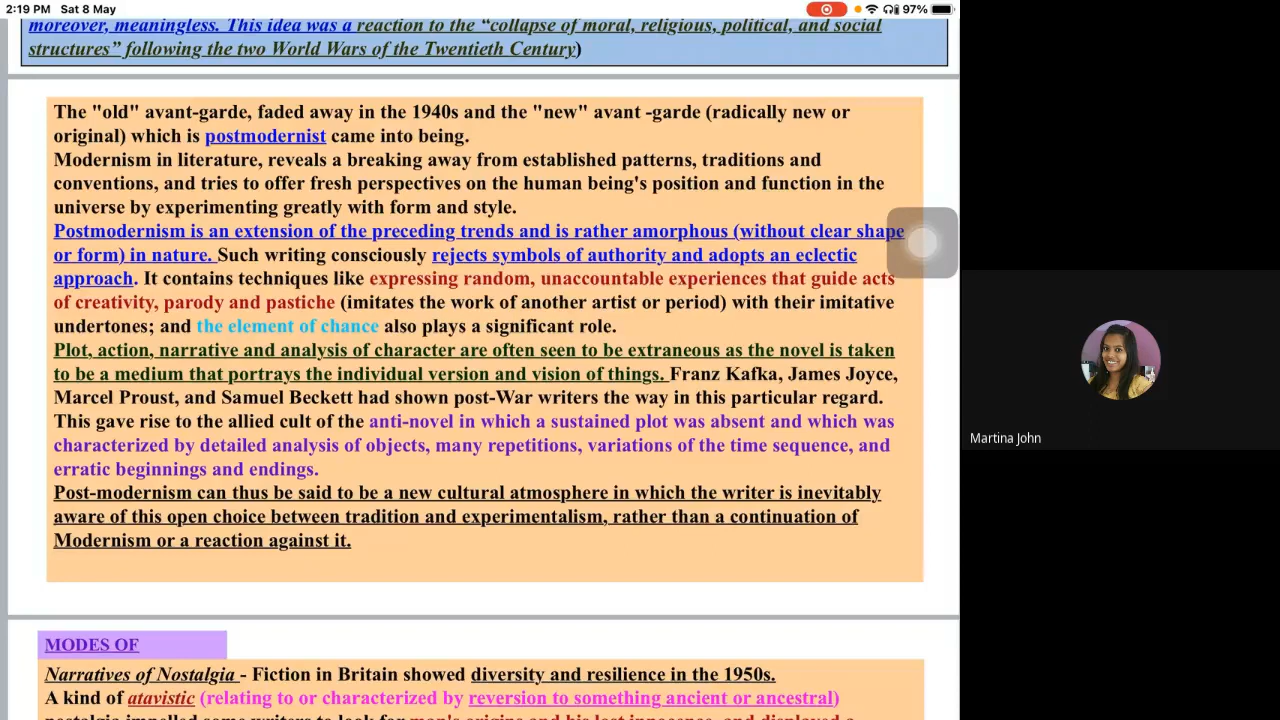 2:19 PM Sat 8 May
97%
moreover, meaningless. This idea was a reaction to the “collapse of moral, religious, political, and social
structures” following the two World Wars of the Twentieth Century)
The "old" avant-garde, faded away in the 1940s and the "new" avant -garde (radically new or
original) which is postmodernist came into being.
Modernism in literature, reveals a breaking away from established patterns, traditions and
conventions, and tries to offer fresh perspectives on the human being's position and function in the
universe by experimenting greatly with form and style.
Postmodernism is an extension of the preceding trends and is rather amorphous (without clear shape
or form) in nature. Such writing consciously rejects symbols of authority and adopts an eclectic
approach. It contains techniques like expressing random, unaccountable experiences that guide acts
of creativity, parody and pastiche (imitates the work of another artist or period) with their imitative
undertones; and the element of chance also plays a significant role.
Plot, action, narrative and analysis of character are often seen to be extraneous as the novel is taken
to be a medium that portrays the individual version and vision of things. Franz Kafka, James Joyce,
Marcel Proust, and Samuel Beckett had shown post-War writers the way in this particular regard.
This gave rise to the allied cult of the anti-novel in which a sustained plot was absent and which was
characterized by detailed analysis of objects, many repetitions, variations of the time sequence, and
erratic beginnings and endings.
Post-modernism can thus be said to be a new cultural atmosphere in which the writer is inevitably
aware of this open choice between tradition and experimentalism, rather than a continuation of
Modernism or a reaction against it.
MODES OF
Narratives of Nostalgia - Fiction in Britain showed diversity and resilience in the 1950s.
A kind of atavistic (relating to or characterized by reversion to something ancient or ancestral)
nostalgia impelled some writers to look for man's origins and his lost innocence, and displayed a
Martina John